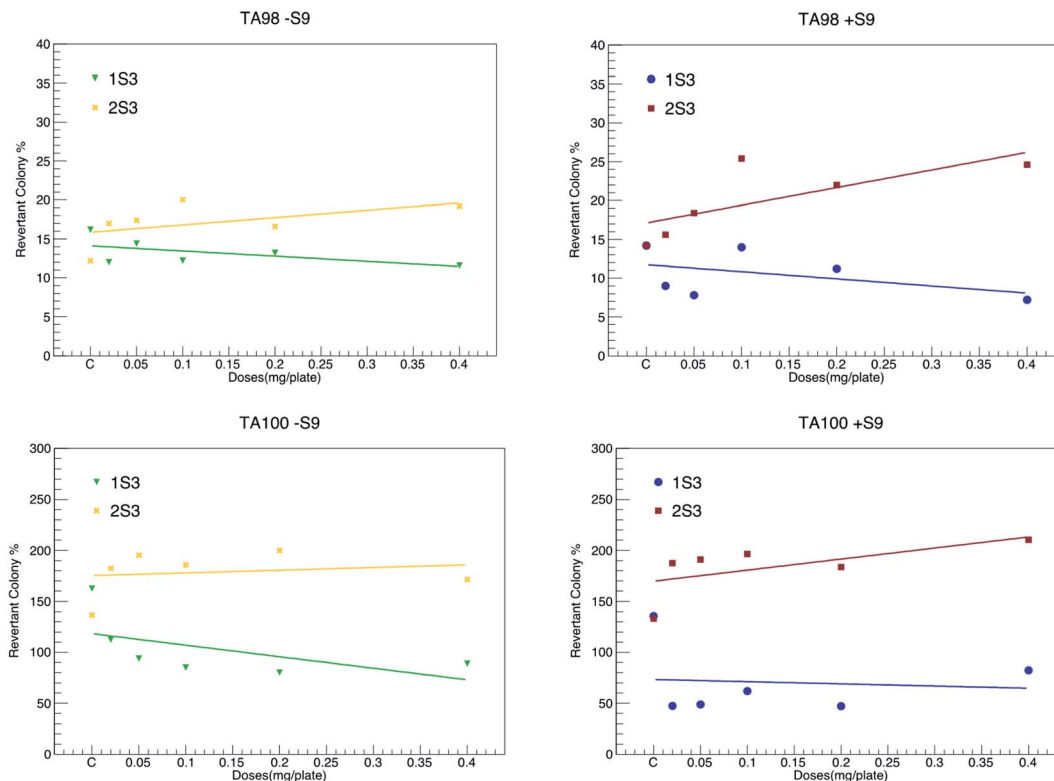 TA98 -S9
Revertant Colony %
40
35
30
25
20
15
10
5
0
1S3
2S3
C 0.05 0.1 0.15 0.2 0.25 0.3 0.35 0.4
Doses(mg/plate)
TA98 +S9
Revertant Colony %
40
35
30
25
20
15
10
5
0
1S3
2S3
C 0.05 0.1 0.15 0.2 0.25 0.3 0.35 0.4
Doses(mg/plate)
TA100 -S9
Revertant Colony %
300
250
200
150
100
50
0
1S3
2S3
C 0.05 0.1 0.15 0.2 0.25 0.3 0.35 0.4
Doses(mg/plate)
TA100 +S9
Revertant Colony %
300
250
200
150
100
50
0
1S3
2S3
C 0.05 0.1 0.15 0.2 0.25 0.3 0.35 0.4
Doses(mg/plate)